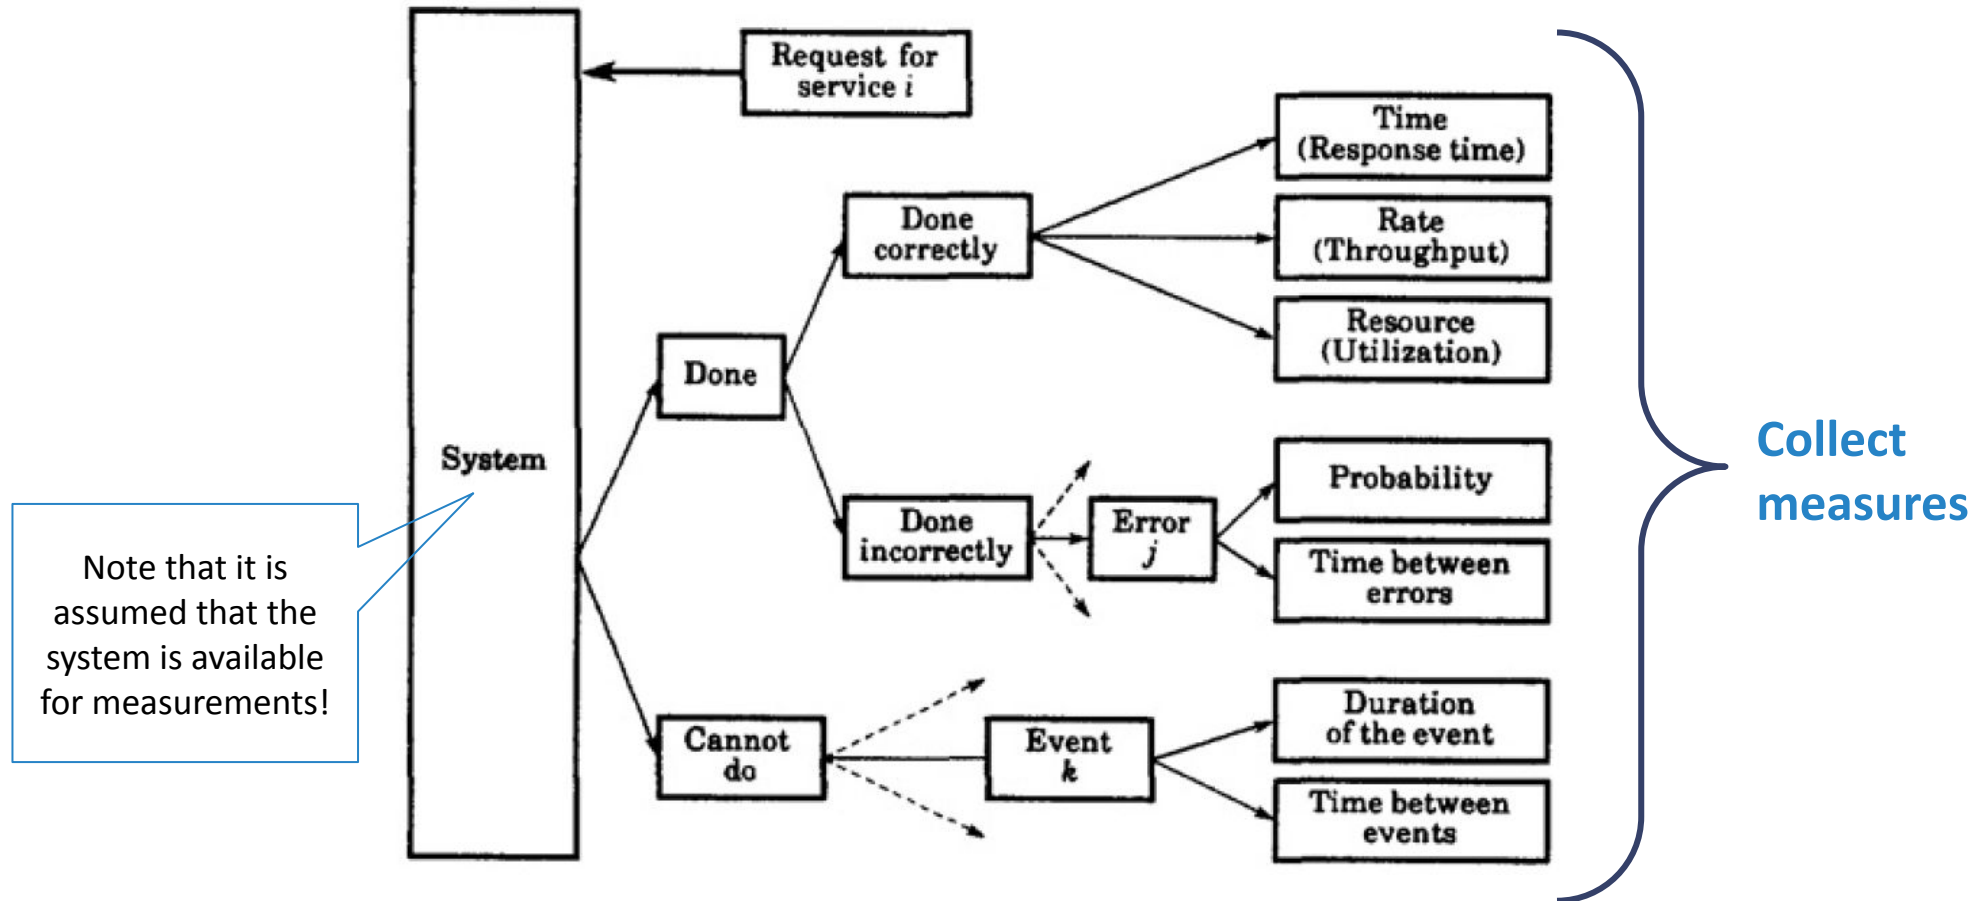 Request for
service i
Time
(Response time)
Done
correctly
Rate
(Throughput)
Resource
(Utilization)
Done
System
Collect
measures
Probability
Done
incorrectly
Error
j
Time between
errors
Note that it is
assumed that the
system is available
for measurements!
Cannot
do
Event
k
Duration
of the event
Time between
events